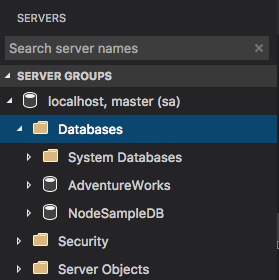 SERVERS
Search server names
SERVER GROUPS
localhost, master (sa)
Databases
System Databases
AdventureWorks
NodeSampleDB
Security
Server Objects